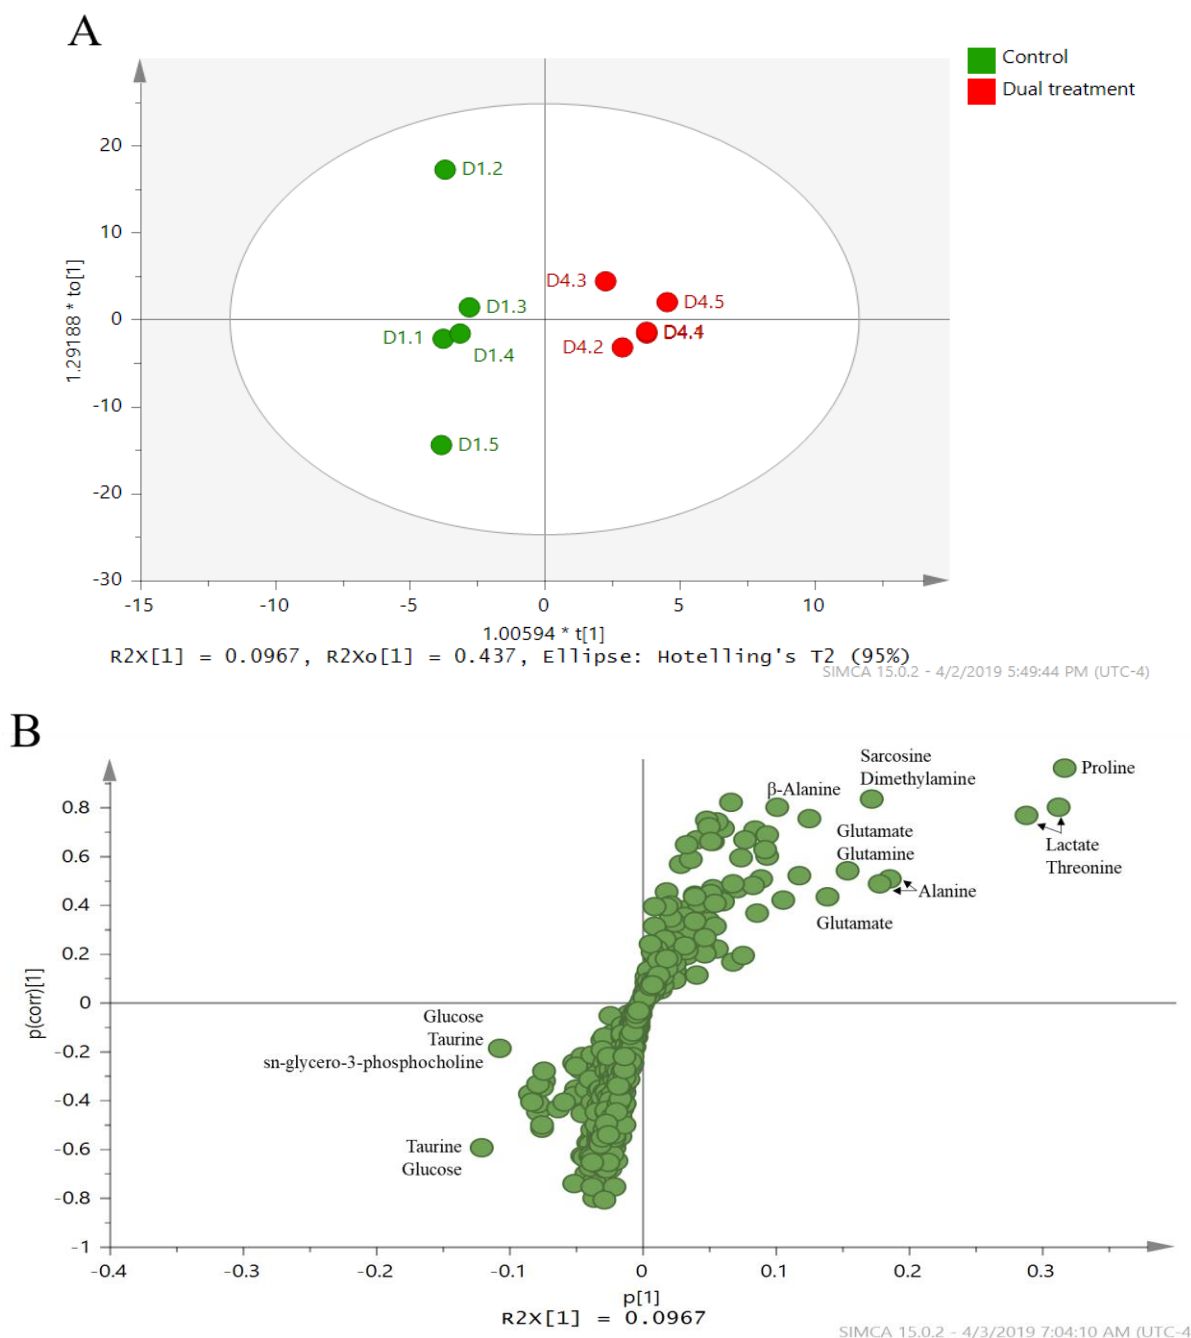 A
Control
Dual treatment
20
10
0
-10
-20
-30
1.29188 * to[1]
D1.2
D1.3
D1.1
D1.4
D1.5
D4.3
D4.5
D4.4
D4.2
-15
-10
-5
0
5
10
1.00594 * t[1]
R2X[1] = 0.0967, R2Xo[1] = 0.437, Ellipse: Hotelling's T2 (95%)
SIMCA 15.0.2 - 4/2/2019 5:49:44 PM (UTC-4)
B
0.8
0.6
0.4
0.2
0
-0.2
-0.4
-0.6
-0.8
-1
p(corr)[1]
Sarcosine
Dimethylamine
β-Alanine
Proline
Glutamate
Glutamine
Lactate
Threonine
Alanine
Glutamate
Glucose
Taurine
sn-glycero-3-phosphocholine
Taurine
Glucose
-0.4
-0.3
-0.2
-0.1
0
0.1
0.2
0.3
p[1]
R2X[1] = 0.0967
SIMCA 15.0.2 - 4/3/2019 7:04:10 AM (UTC-4